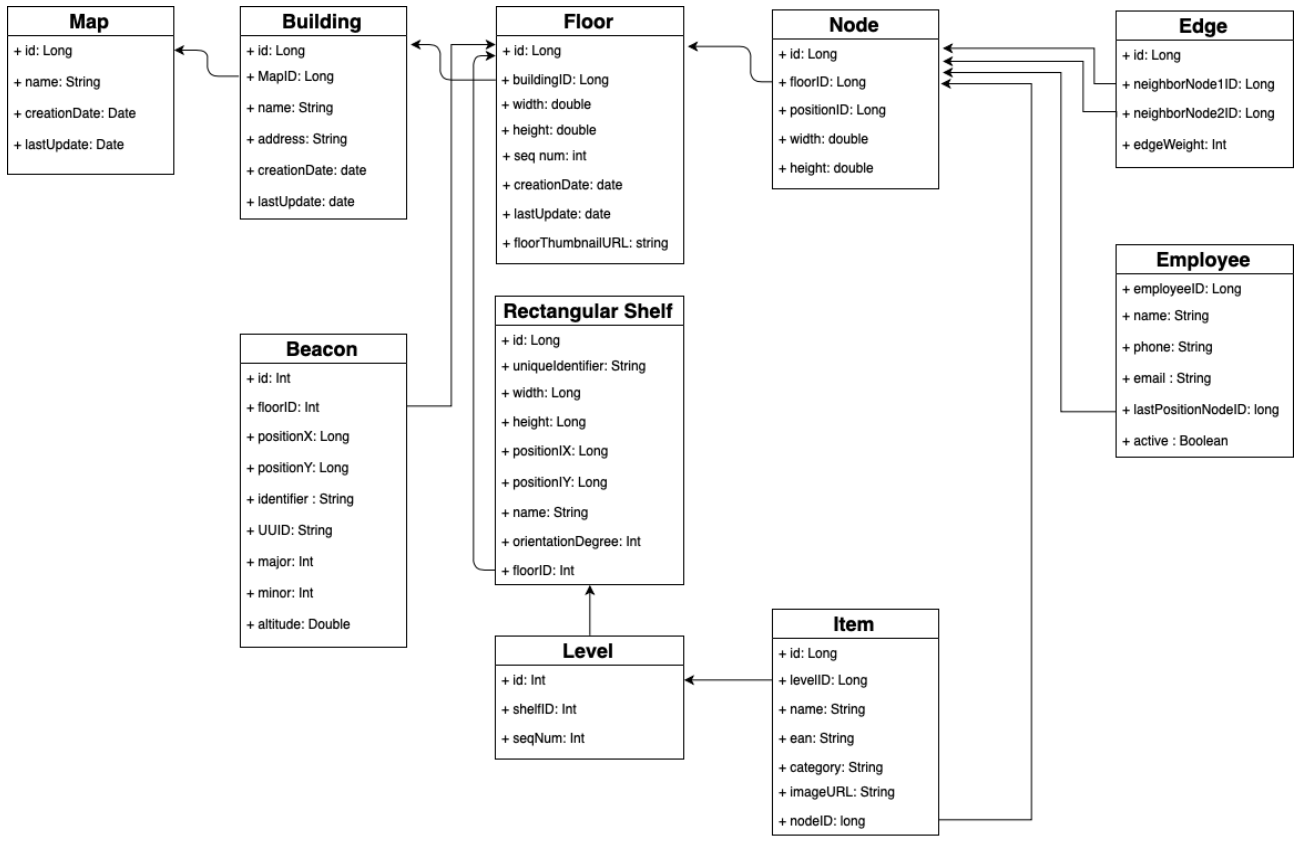 Map
+ id: Long
+ name: String
+ creationDate: Date
+ lastUpdate: Date
Building
+ id: Long
+ MapID: Long
+ name: String
+ address: String
+ creationDate: date
+ lastUpdate: date
Floor
+ id: Long
+ buildingID: Long
+ width: double
+ height: double
+ seq num: int
+ creationDate: date
+ lastUpdate: date
+ floorThumbnailURL: string
Node
+ id: Long
+ floorID: Long
+ positionID: Long
+ width: double
+ height: double
Edge
+ id: Long
+ neighborNode1ID: Long
+ neighborNode2ID: Long
+ edgeWeight: Int
Employee
+ employeeID: Long
+ name: String
+ phone: String
+ email : String
+ lastPositionNodeID: long
+ active : Boolean
Beacon
+ id: Int
+ floorID: Int
+ positionX: Long
+ positionY: Long
+ identifier : String
+ UUID: String
+ major: Int
+ minor: Int
+ altitude: Double
Rectangular Shelf
+ id: Long
+ uniqueIdentifier: String
+ width: Long
+ height: Long
+ positionIX: Long
+ positionIY: Long
+ name: String
+ orientationDegree: Int
+ floorID: Int
Level
+ id: Int
+ shelfID: Int
+ seqNum: Int
Item
+ id: Long
+ levelID: Long
+ name: String
+ ean: String
+ category: String
+ imageURL: String
+ nodeID: long